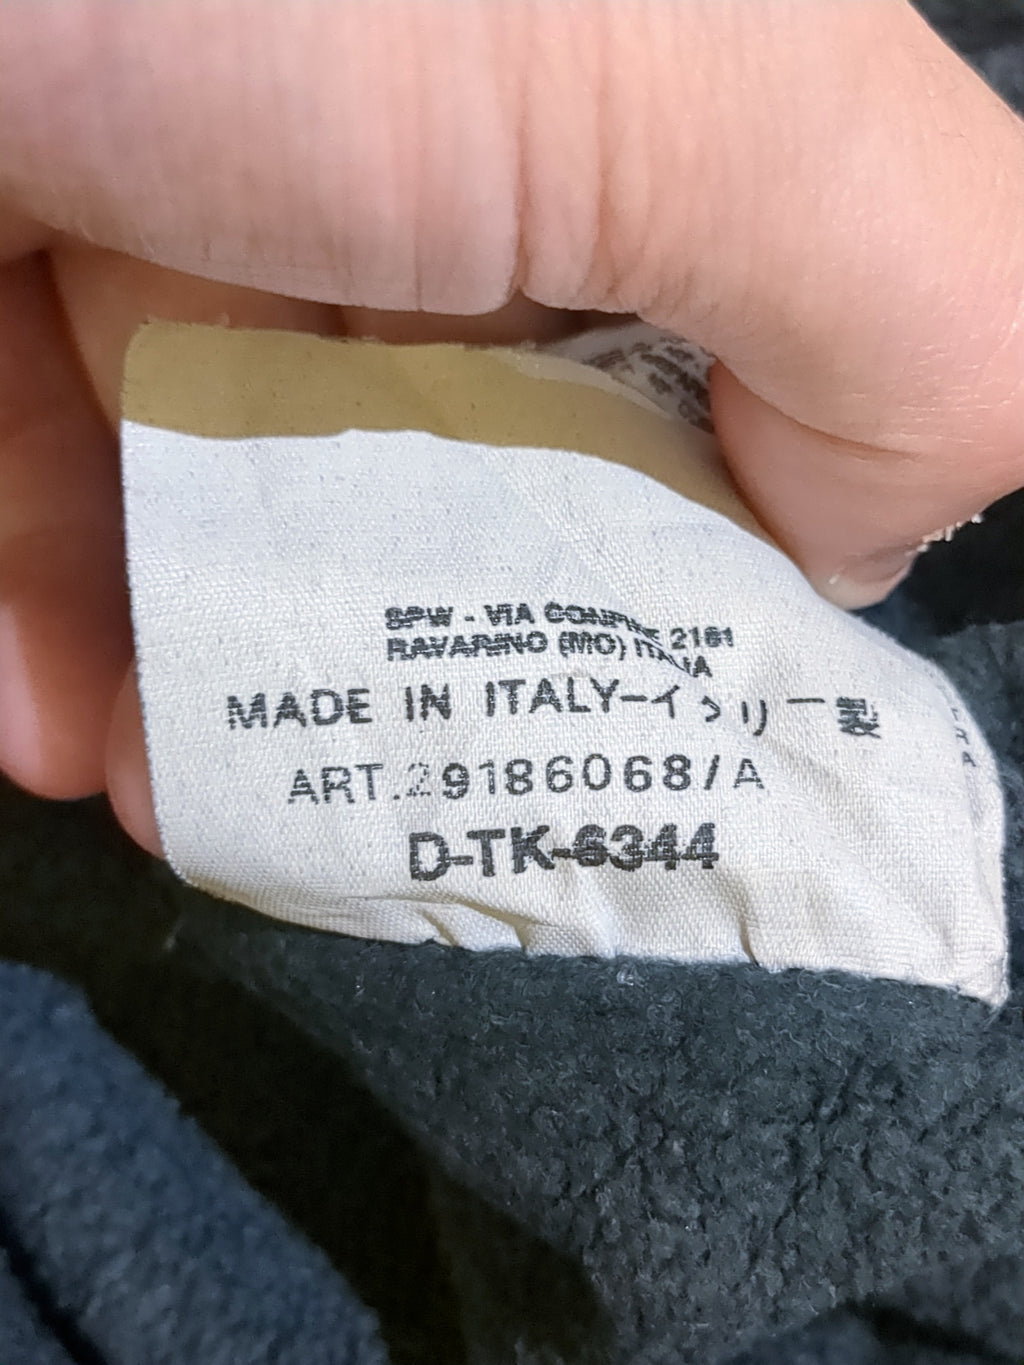 SPW - VIA CONFINE 2161
RAVARINO (MO) ITALIA
MADE IN ITALY-イタリー製
ART.29186068/A
D-TK-6344